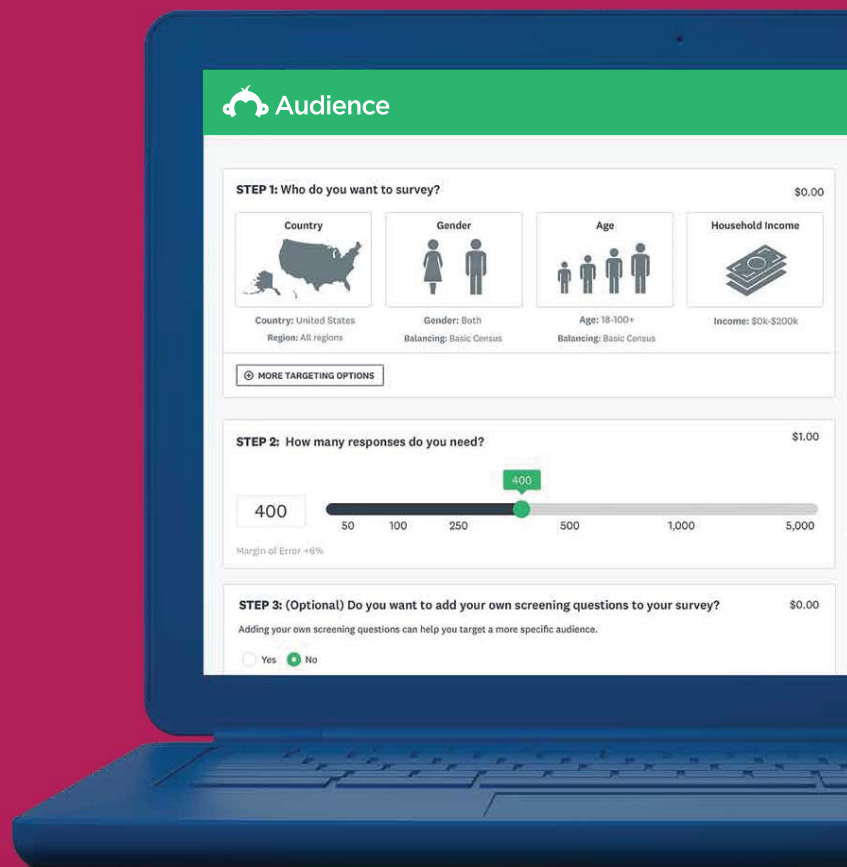 Audience
STEP 1: Who do you want to survey?
$0.00
Country
Gender
Age
Household Income
Country: United States
Gender: Both
Age: 18-100+
Income: $0k-$200k
Region: All regions
Balancing: Basic Census
Balancing: Basic Census
MORE TARGETING OPTIONS
STEP 2: How many responses do you need?
$1.00
400
400
50 100 250 500 1,000 5,000
Margin of Error +6%
STEP 3: (Optional) Do you want to add your own screening questions to your survey?
$0.00
Adding your own screening questions can help you target a more specific audience.
Yes No